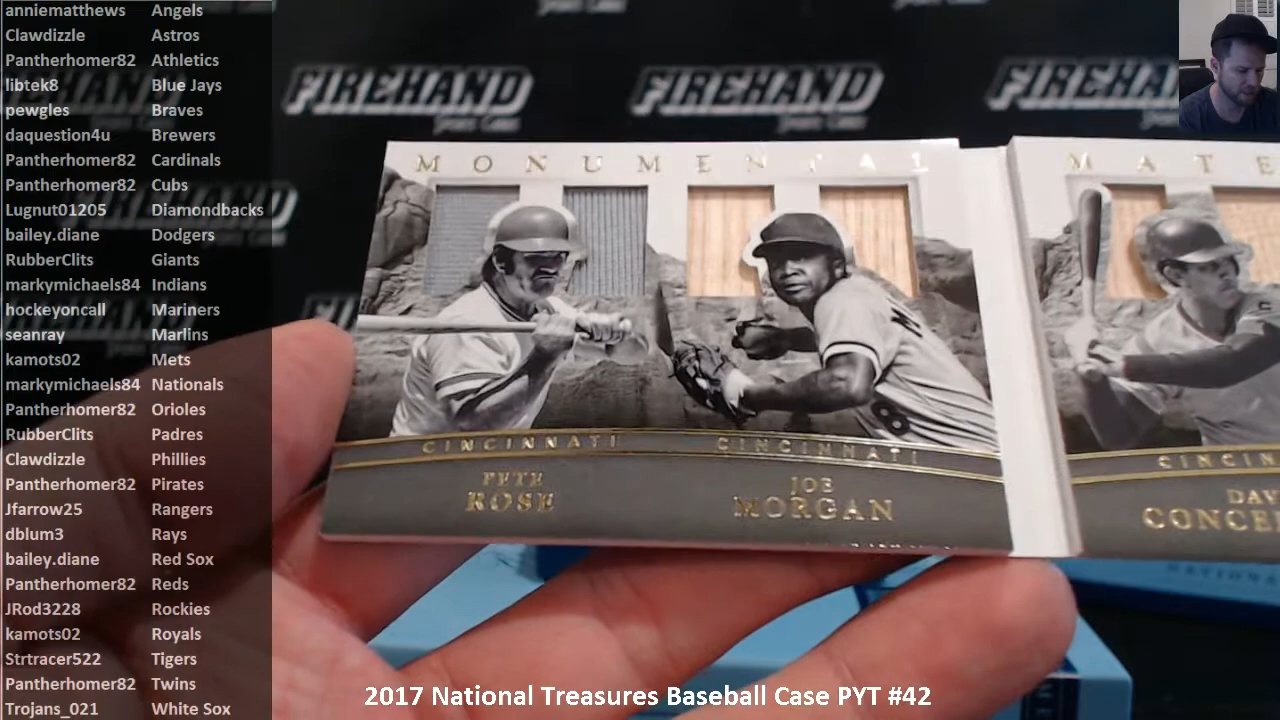 anniematthews Angels
Clawdizzle Astros
Pantherhomer82 Athletics
libtek8 Blue Jays
pewgles Braves
daquestion4u Brewers
Pantherhomer82 Cardinals
Pantherhomer82 Cubs
Lugnut01205 Diamondbacks
bailey.diane Dodgers
RubberClits Giants
markymichaels84 Indians
hockeyoncall Mariners
seanray Marlins
kamots02 Mets
markymichaels84 Nationals
Pantherhomer82 Orioles
RubberClits Padres
Clawdizzle Phillies
Pantherhomer82 Pirates
Jfarrow25 Rangers
dblum3 Rays
bailey.diane Red Sox
Pantherhomer82 Reds
JRod3228 Rockies
kamots02 Royals
Strtracer522 Tigers
Pantherhomer82 Twins
Trojans_021 White Sox
FIREHAND FIREHAND FIREHAND
MONUMENTAL MATE
CINCINNATI CINCINNATI CINCINN
PETE ROSE
JOE MORGAN
DAV
CONCE
8
2017 National Treasures Baseball Case PYT #42